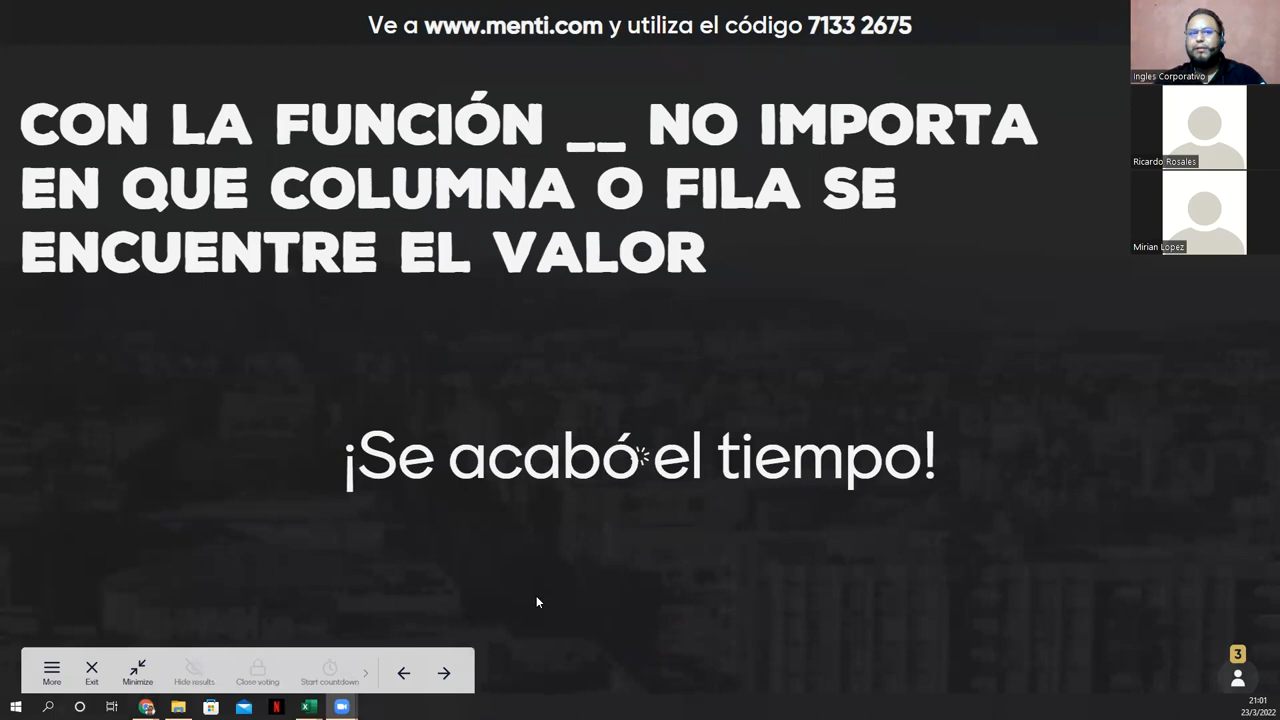 Ve a www.menti.com y utiliza el código 7133 2675
CON LA FUNCIÓN __ NO IMPORTA
EN QUE COLUMNA O FILA SE
ENCUENTRE EL VALOR
¡Se acabó el tiempo!
Ingles Corporativo
Ricardo Rosales
Mirian Lopez
3
More
Exit
Minimize
Hide results
Close voting
Start countdown
21:01
23/3/2022